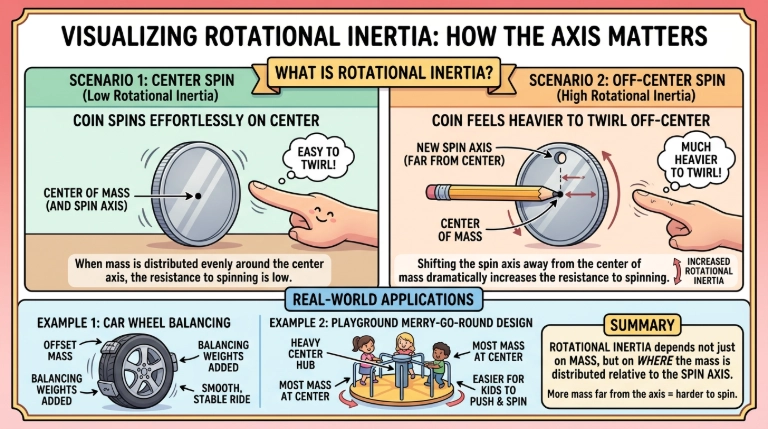 VISUALIZING ROTATIONAL INERTIA: HOW THE AXIS MATTERS
WHAT IS ROTATIONAL INERTIA?
SCENARIO 1: CENTER SPIN
(Low Rotational Inertia)
COIN SPINS EFFORTLESSLY ON CENTER
EASY TO
TWIRL!
CENTER OF MASS
(AND SPIN AXIS)
When mass is distributed evenly around the center
axis, the resistance to spinning is low.
SCENARIO 2: OFF-CENTER SPIN
(High Rotational Inertia)
COIN FEELS HEAVIER TO TWIRL OFF-CENTER
NEW SPIN AXIS
(FAR FROM CENTER)
MUCH
HEAVIER
TO TWIRL!
CENTER
OF MASS
Shifting the spin axis away from the center of
mass dramatically increases the resistance to spinning.
INCREASED
ROTATIONAL
INERTIA
REAL-WORLD APPLICATIONS
EXAMPLE 1: CAR WHEEL BALANCING
OFFSET
MASS
BALANCING
WEIGHTS
ADDED
BALANCING
WEIGHTS
ADDED
SMOOTH,
STABLE RIDE
EXAMPLE 2: PLAYGROUND MERRY-GO-ROUND DESIGN
HEAVY
CENTER
HUB
MOST MASS
AT CENTER
MOST MASS
AT CENTER
EASIER FOR
KIDS TO
PUSH & SPIN
SUMMARY
ROTATIONAL INERTIA depends not just
on MASS, but on WHERE the mass is
distributed relative to the SPIN AXIS.
More mass far from the axis = harder to spin.